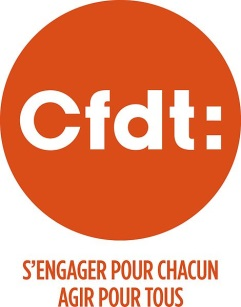 Cfdt:
S'ENGAGER POUR CHACUN
AGIR POUR TOUS